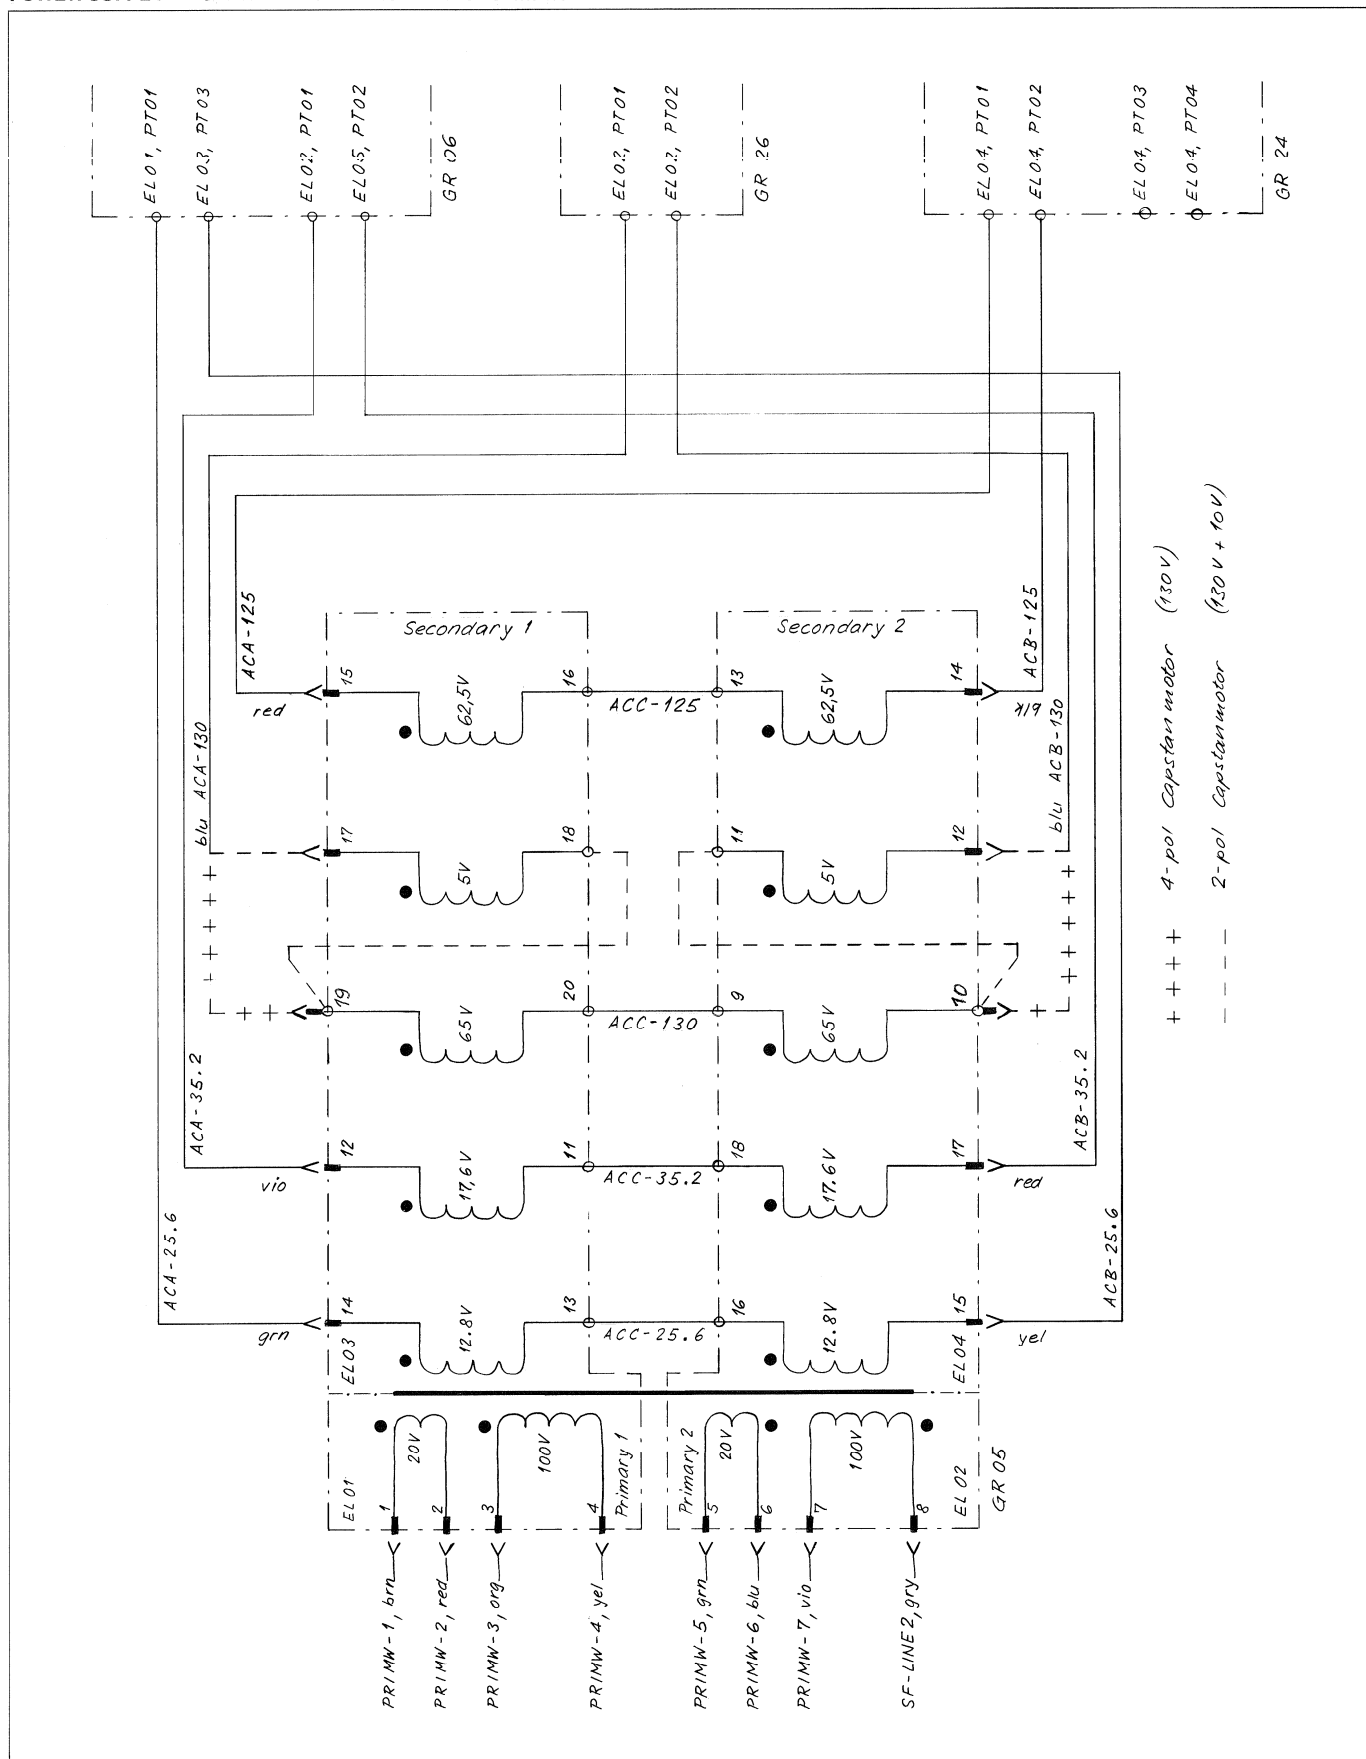 EL01, PT01
EL03, PT03
EL02, PT01
EL05, PT02
GR 06
EL02, PT01
EL02, PT02
GR 26
EL04, PT01
EL04, PT02
EL04, PT03
EL04, PT04
GR 24
ACA-125
red
15
Secondary 1
62,5V
16
ACC-125
Secondary 2
13
62,5V
14
blk
ACB-125
blu ACA-130
17
5V
18
11
5V
12
blu ACB-130
19
65V
20
ACC-130
9
65V
10
ACA-35.2
vio
12
17,6V
11
ACC-35.2
18
17.6V
17
red
ACB-35.2
ACA-25.6
grn
14
EL03
12.8V
13
ACC-25.6
16
12.8V
EL04
15
yel
ACB-25.6
++++ 4-pol Capstanmotor (130V)
---- 2-pol Capstanmotor (130V + 10V)
EL01
1
20V
2
3
100V
4
Primary 1
Primary 2
5
20V
6
7
100V
8
EL02
GR 05
PRIMW-1, brn
PRIMW-2, red
PRIMW-3, org
PRIMW-4, yel
PRIMW-5, grn
PRIMW-6, blu
PRIMW-7, vio
SF-LINE2, gry